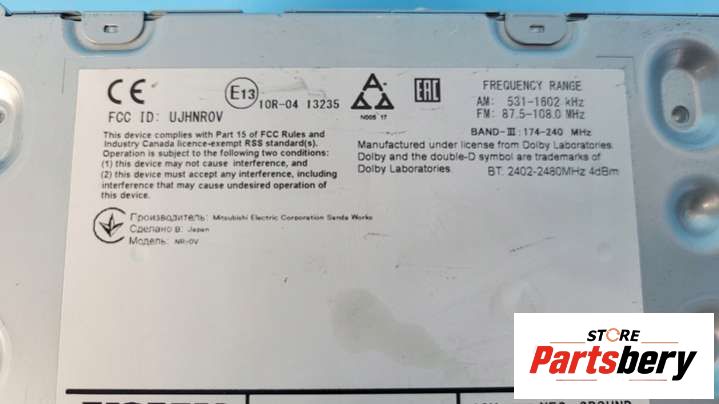 CE
FCC ID: UJHNR0V
E13
10R-04 13235
N005 17
EAC
FREQUENCY RANGE
AM: 531-1602 kHz
FM: 87.5-108.0 MHz
BAND-III:174-240 MHz
This device complies with Part 15 of FCC Rules and
Industry Canada licence-exempt RSS standard(s).
Operation is subject to the following two conditions:
(1) this device may not cause interference, and
(2) this device must accept any interference, including
interference that may cause undesired operation of
this device.
Manufactured under license from Dolby Laboratories.
Dolby and the double-D symbol are trademarks of
Dolby Laboratories.
BT: 2402-2480MHz 4dBm
Производитель: Mitsubishi Electric Corporation Sanda Works
Сделано в: Japan
Модель: NR-0V
STORE
Partsbery